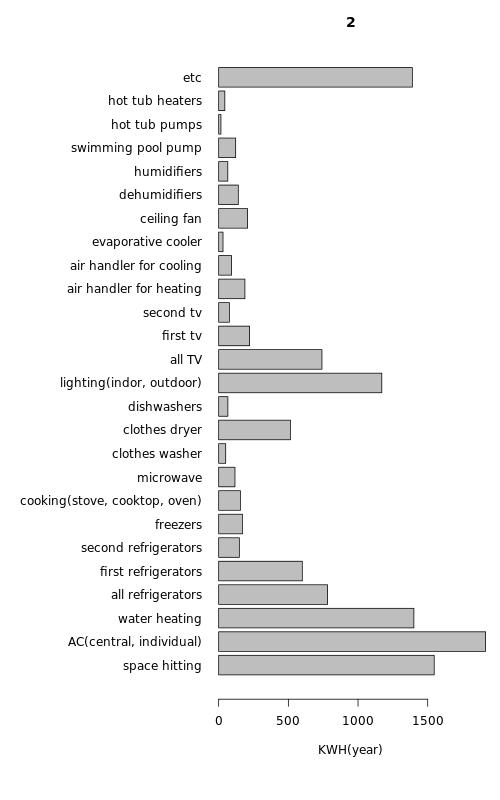 2
etc
hot tub heaters
hot tub pumps
swimming pool pump
humidifiers
dehumidifiers
ceiling fan
evaporative cooler
air handler for cooling
air handler for heating
second tv
first tv
all TV
lighting(indor, outdoor)
dishwashers
clothes dryer
clothes washer
microwave
cooking(stove, cooktop, oven)
freezers
second refrigerators
first refrigerators
all refrigerators
water heating
AC(central, individual)
space hitting
0 500 1000 1500
KWH(year)